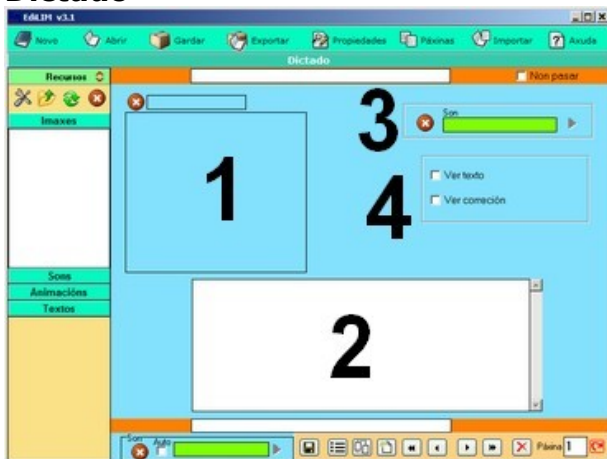 Dictado
EdiLIM v3.1
Novo Abrir Gardar Exportar Propiedades Páxinas Importar Axuda
Dictado
Recursos
Non pasar
Imaxes
1
3
Son
4
Ver texto
Ver correción
Sons
Animacións
Textos
2
Son Auto
Páxina 1